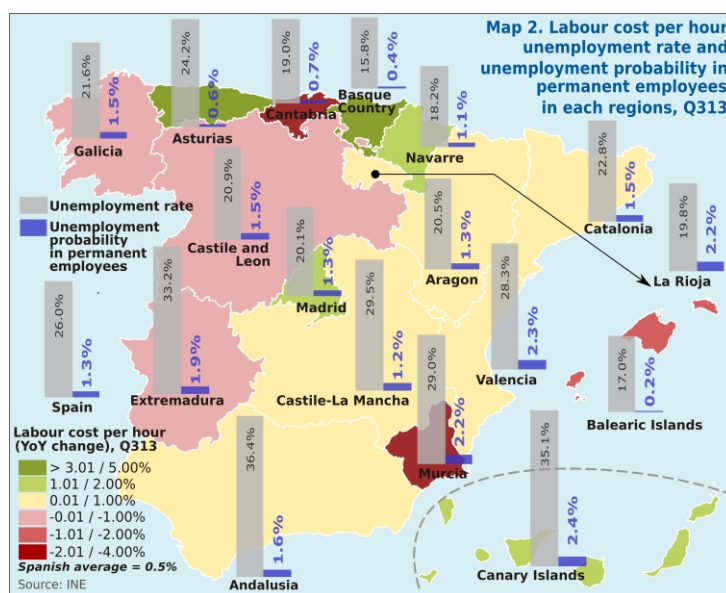 Map 2. Labour cost per hour
unemployment rate and
unemployment probability in
permanent employees
in each regions, Q313
21.6%
1.5%
Galicia
24.2%
0.6%
Asturias
19.0%
0.7%
Cantabria
15.8%
0.4%
Basque
Country
18.2%
1.1%
Navarre
22.8%
1.5%
Catalonia
19.8%
2.2%
La Rioja
Unemployment rate
Unemployment
probability
in permanent
employees
20.9%
1.5%
Castile and
Leon
20.1%
1.3%
Madrid
20.5%
1.3%
Aragon
26.0%
1.3%
Spain
33.2%
1.9%
Extremadura
29.5%
1.2%
Castile-La Mancha
28.3%
2.3%
Valencia
17.0%
0.2%
Balearic Islands
29.0%
2.2%
Murcia
36.4%
1.6%
Andalusia
35.1%
2.4%
Canary Islands
Labour cost per hour
(YoY change), Q313
> 3.01 / 5.00%
1.01 / 2.00%
0.01 / 1.00%
-0.01 / -1.00%
-1.01 / -2.00%
-2.01 / -4.00%
Spanish average = 0.5%
Source: INE